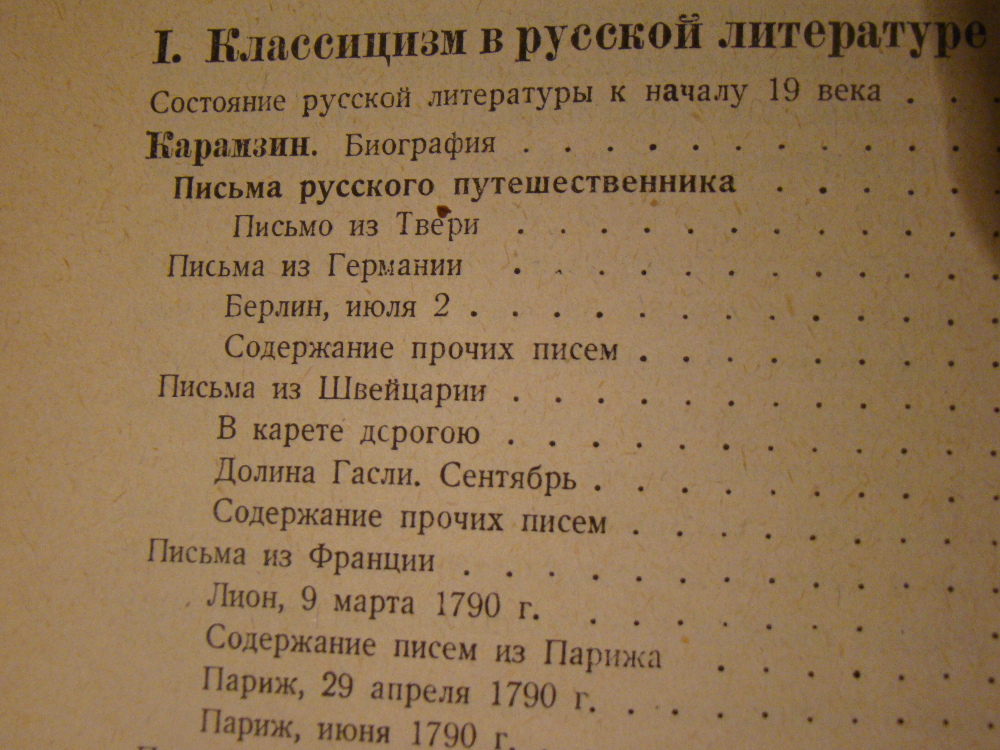 I. Классицизм в русской литературе
Состояние русской литературы к началу 19 века . . .
Карамзин. Биография . . . . . . . . . . .
Письма русского путешественника . . . . . .
Письмо из Твери . . . . . . . . . . . .
Письма из Германии . . . . . . . . . . . .
Берлин, июля 2 . . . . . . . . . . . . .
Содержание прочих писем . . . . . . . . .
Письма из Швейцарии . . . . . . . . . . . .
В карете дсрогою . . . . . . . . . . . .
Долина Гасли. Сентябрь . . . . . . . . . .
Содержание прочих писем . . . . . . . . .
Письма из Франции . . . . . . . . . . . . .
Лион, 9 марта 1790 г. . . . . . . . . . .
Содержание писем из Парижа . . . . . . .
Париж, 29 апреля 1790 г. . . . . . . . . .
Париж, июня 1790 г. . . . . . . . . . . .